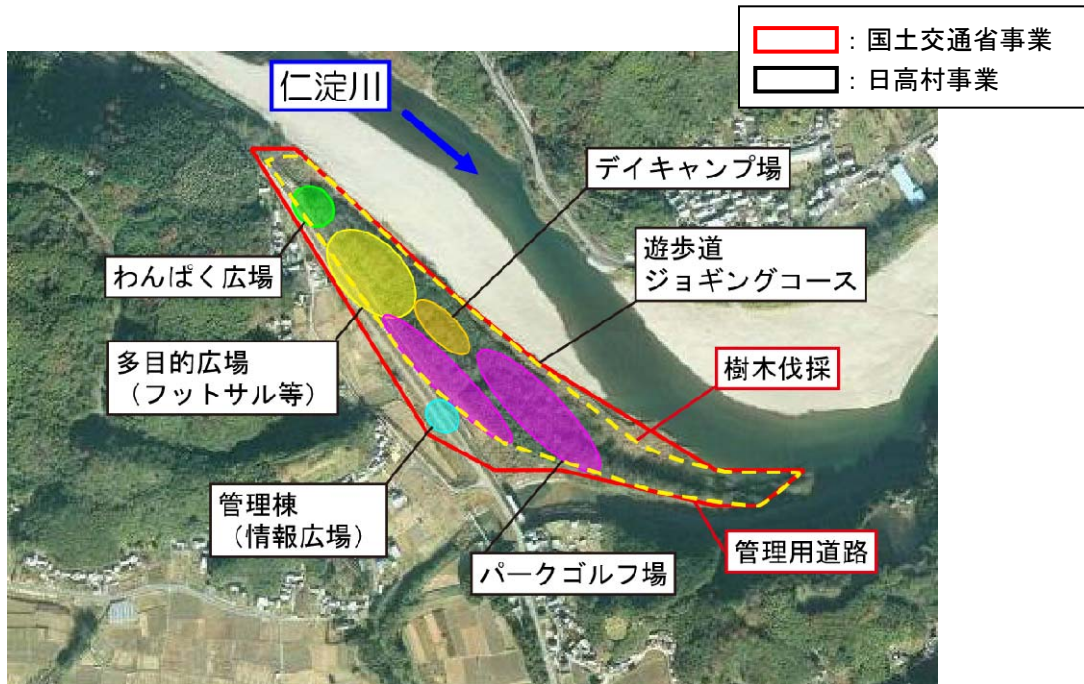 ：国土交通省事業
：日高村事業
仁淀川
デイキャンプ場
遊歩道
ジョギングコース
わんぱく広場
多目的広場
（フットサル等）
樹木伐採
管理棟
（情報広場）
パークゴルフ場
管理用道路